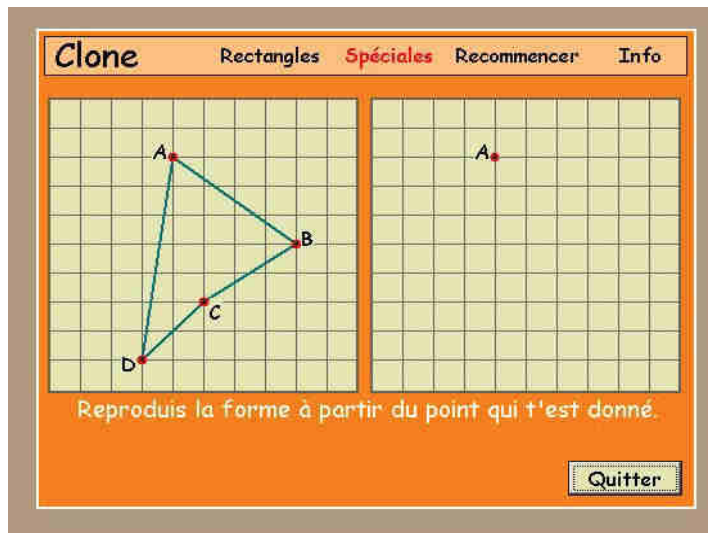 Clone Rectangles Spéciales Recommencer Info
A A
B
C
D
Reproduis la forme à partir du point qui t'est donné.
Quitter